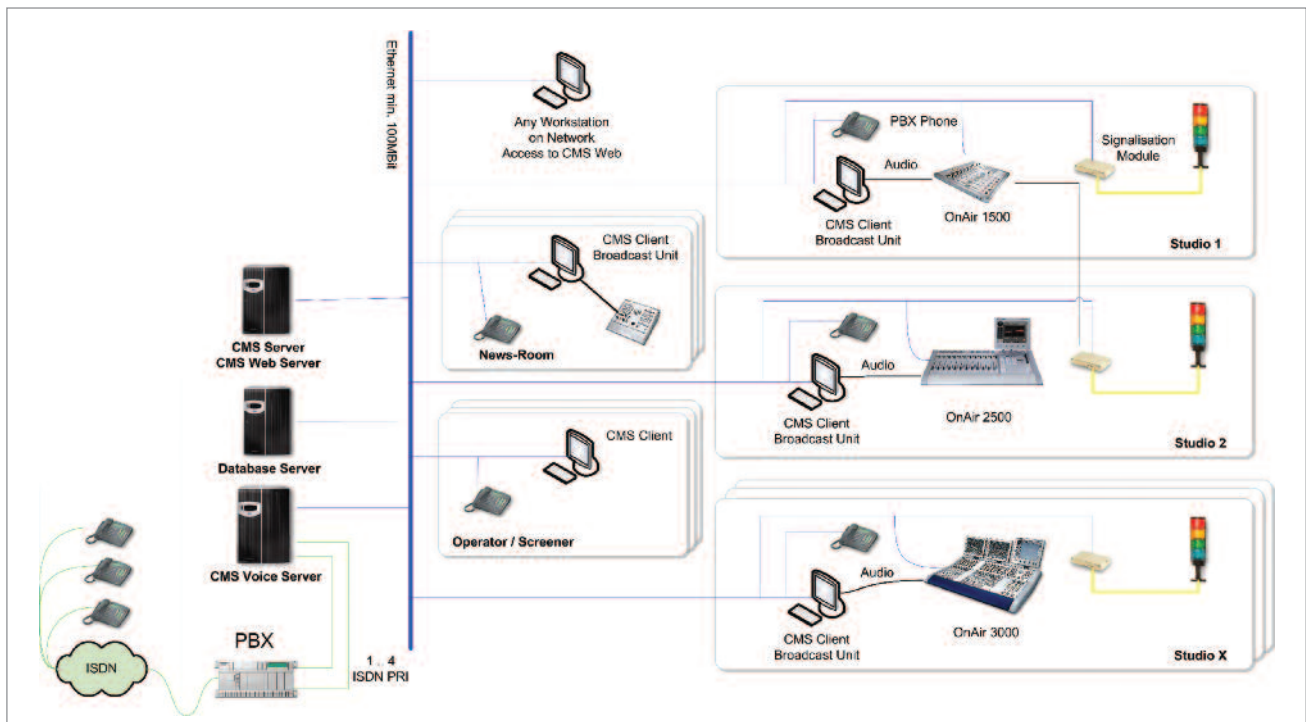 Ethernet min. 100MBit
Any Workstation
on Network
Access to CMS Web
PBX Phone
Signalisation
Module
Audio
CMS Client
Broadcast Unit
OnAir 1500
Studio 1
CMS Client
Broadcast Unit
News-Room
CMS Server
CMS Web Server
Audio
CMS Client
Broadcast Unit
OnAir 2500
Studio 2
Database Server
CMS Client
Operator / Screener
CMS Voice Server
Audio
CMS Client
Broadcast Unit
OnAir 3000
Studio X
PBX
ISDN
1 .. 4
ISDN PRI